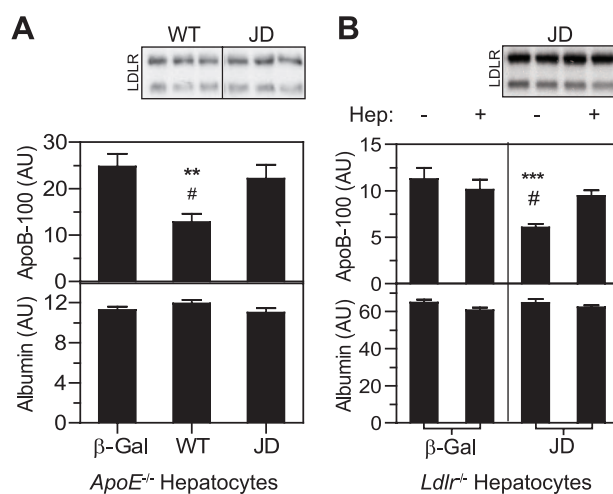 A
WT JD
LDLR
ApoB-100 (AU)
30
20
10
0
**
#
Albumin (AU)
12
8
4
0
β-Gal WT JD
ApoE-/- Hepatocytes
B
JD
LDLR
Hep: - + - +
ApoB-100 (AU)
15
10
5
0
***
#
Albumin (AU)
60
40
20
0
β-Gal JD
Ldlr-/- Hepatocytes